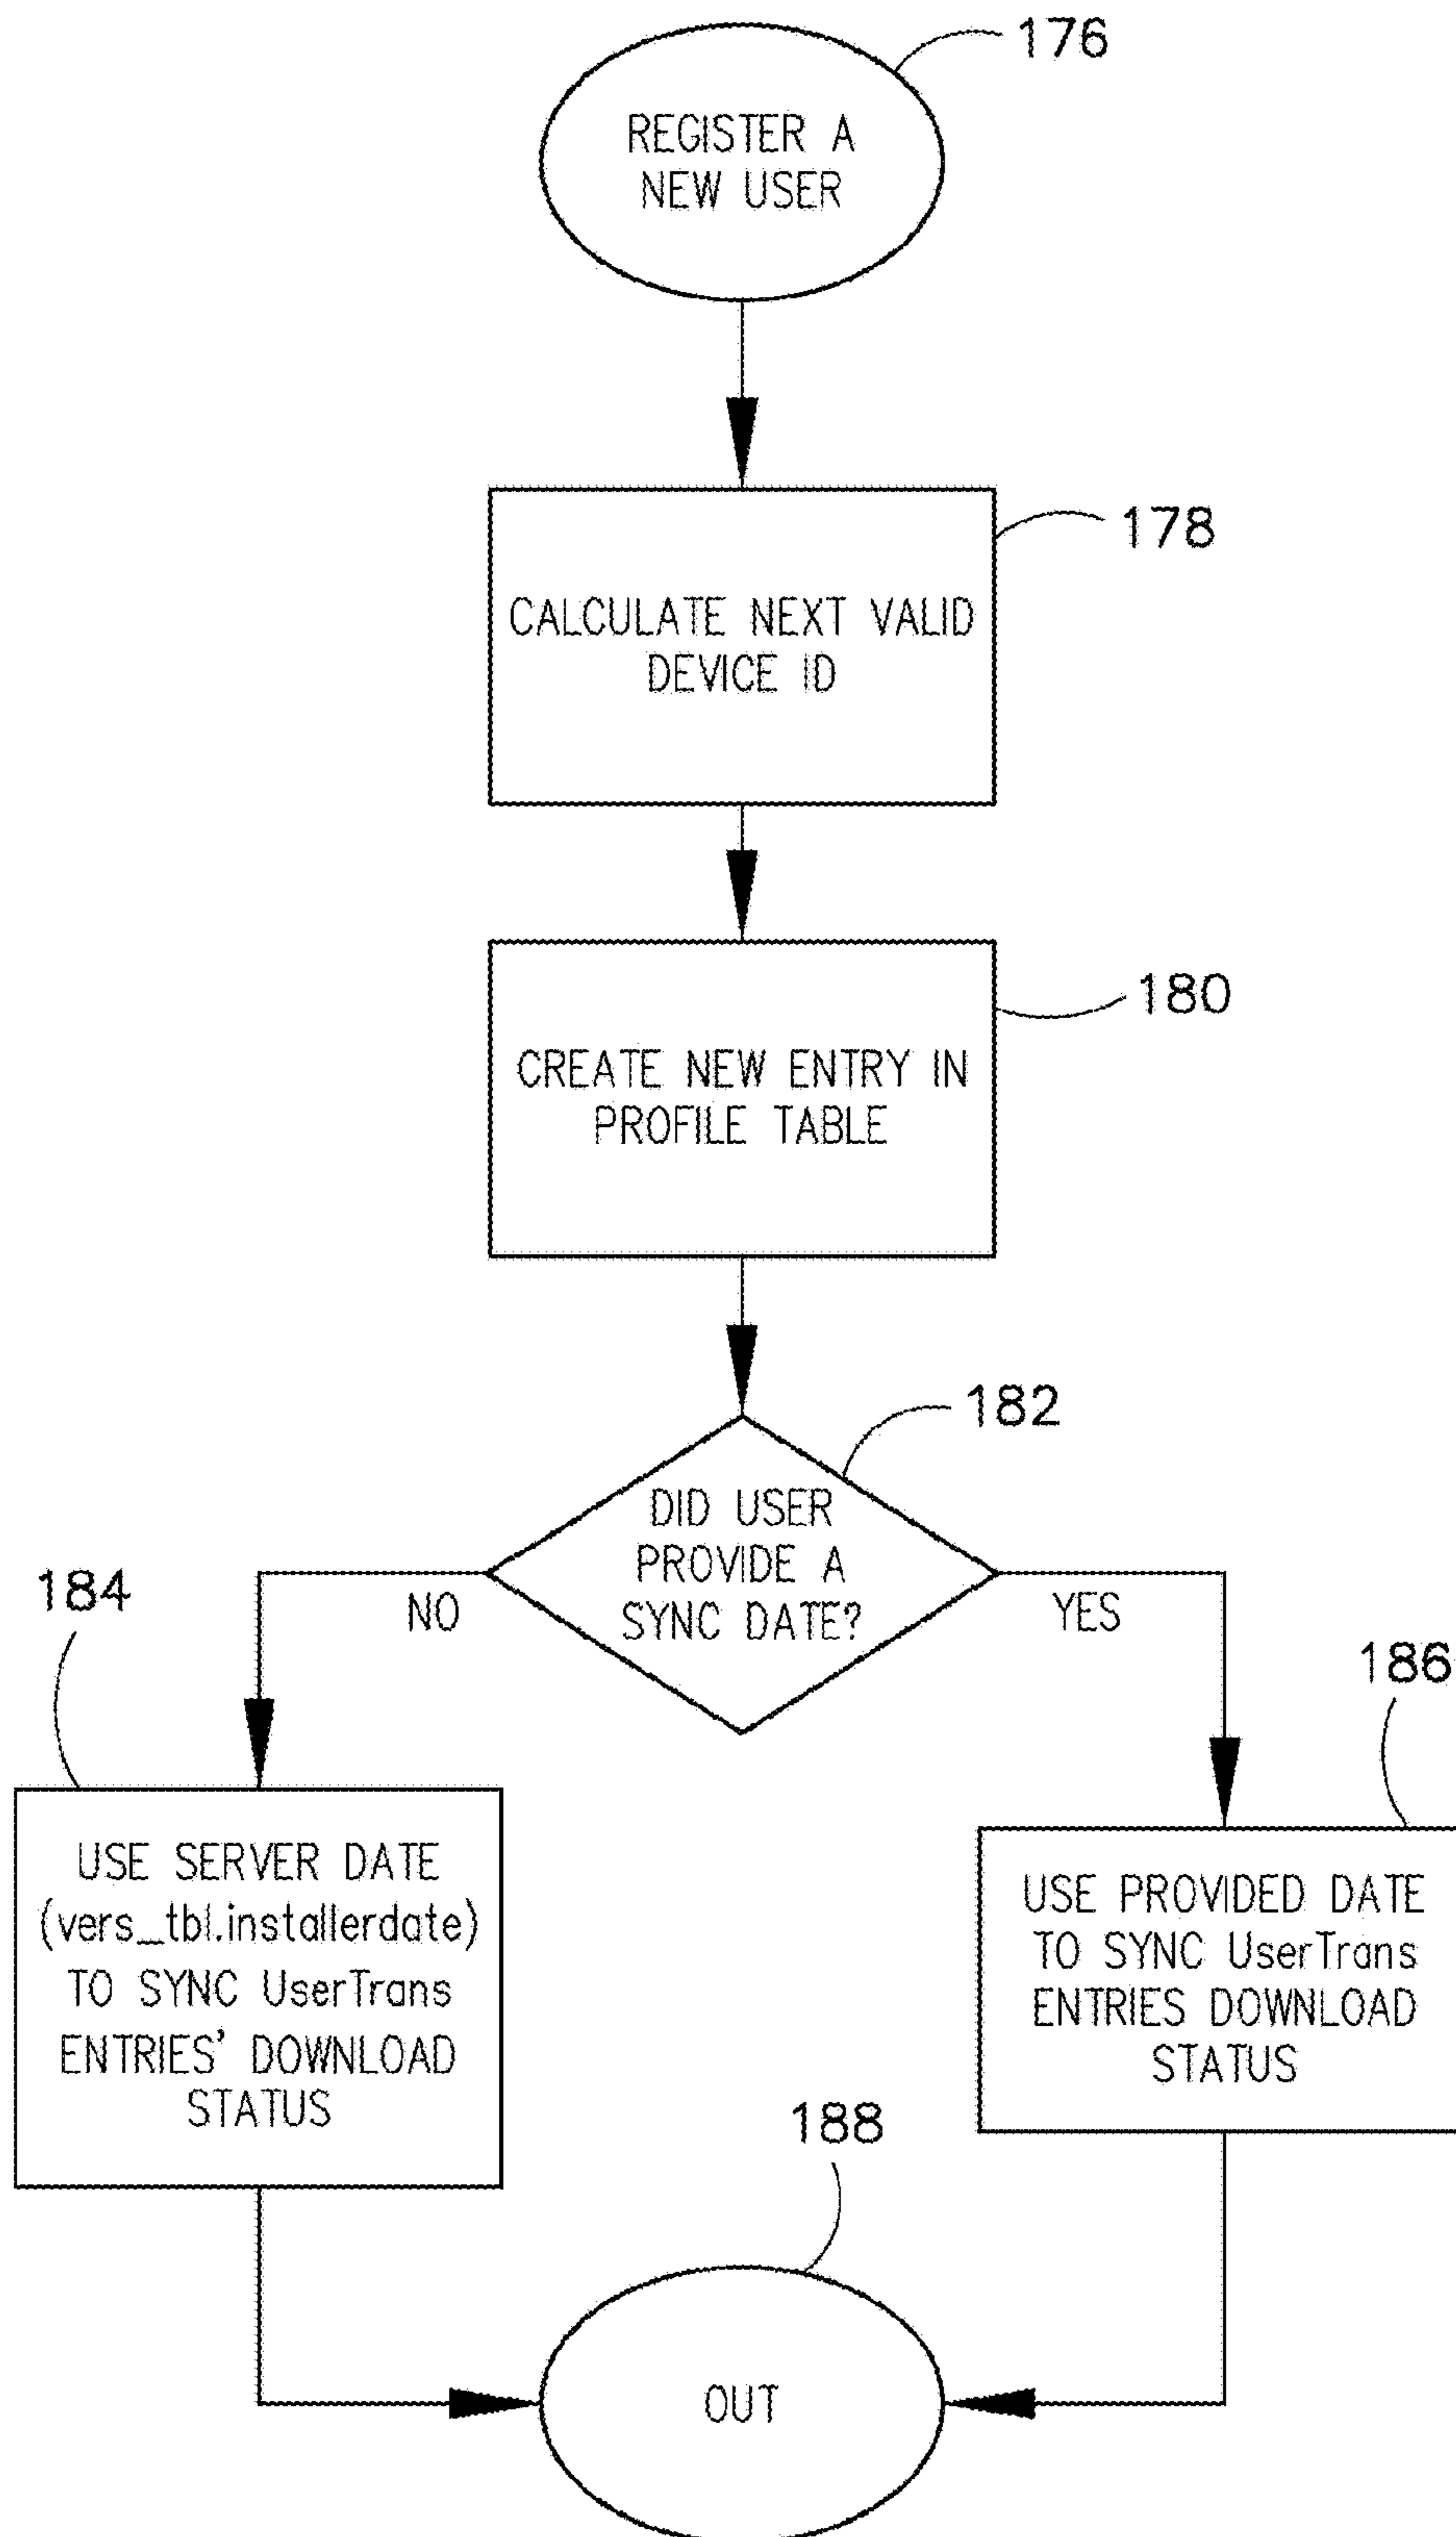 176
REGISTER A
NEW USER
178
CALCULATE NEXT VALID
DEVICE ID
180
CREATE NEW ENTRY IN
PROFILE TABLE
182
DID USER
PROVIDE A
SYNC DATE?
NO
YES
184
USE SERVER DATE
(vers_tbl.installerdate)
TO SYNC UserTrans
ENTRIES' DOWNLOAD
STATUS
186
USE PROVIDED DATE
TO SYNC UserTrans
ENTRIES DOWNLOAD
STATUS
188
OUT